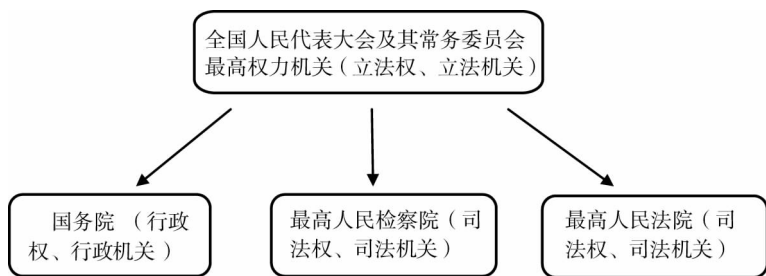 全国人民代表大会及其常务委员会
最高权力机关（立法权、立法机关）
国务院 （行政
权、行政机关）
最高人民检察院（司
法权、司法机关）
最高人民法院（司
法权、司法机关）